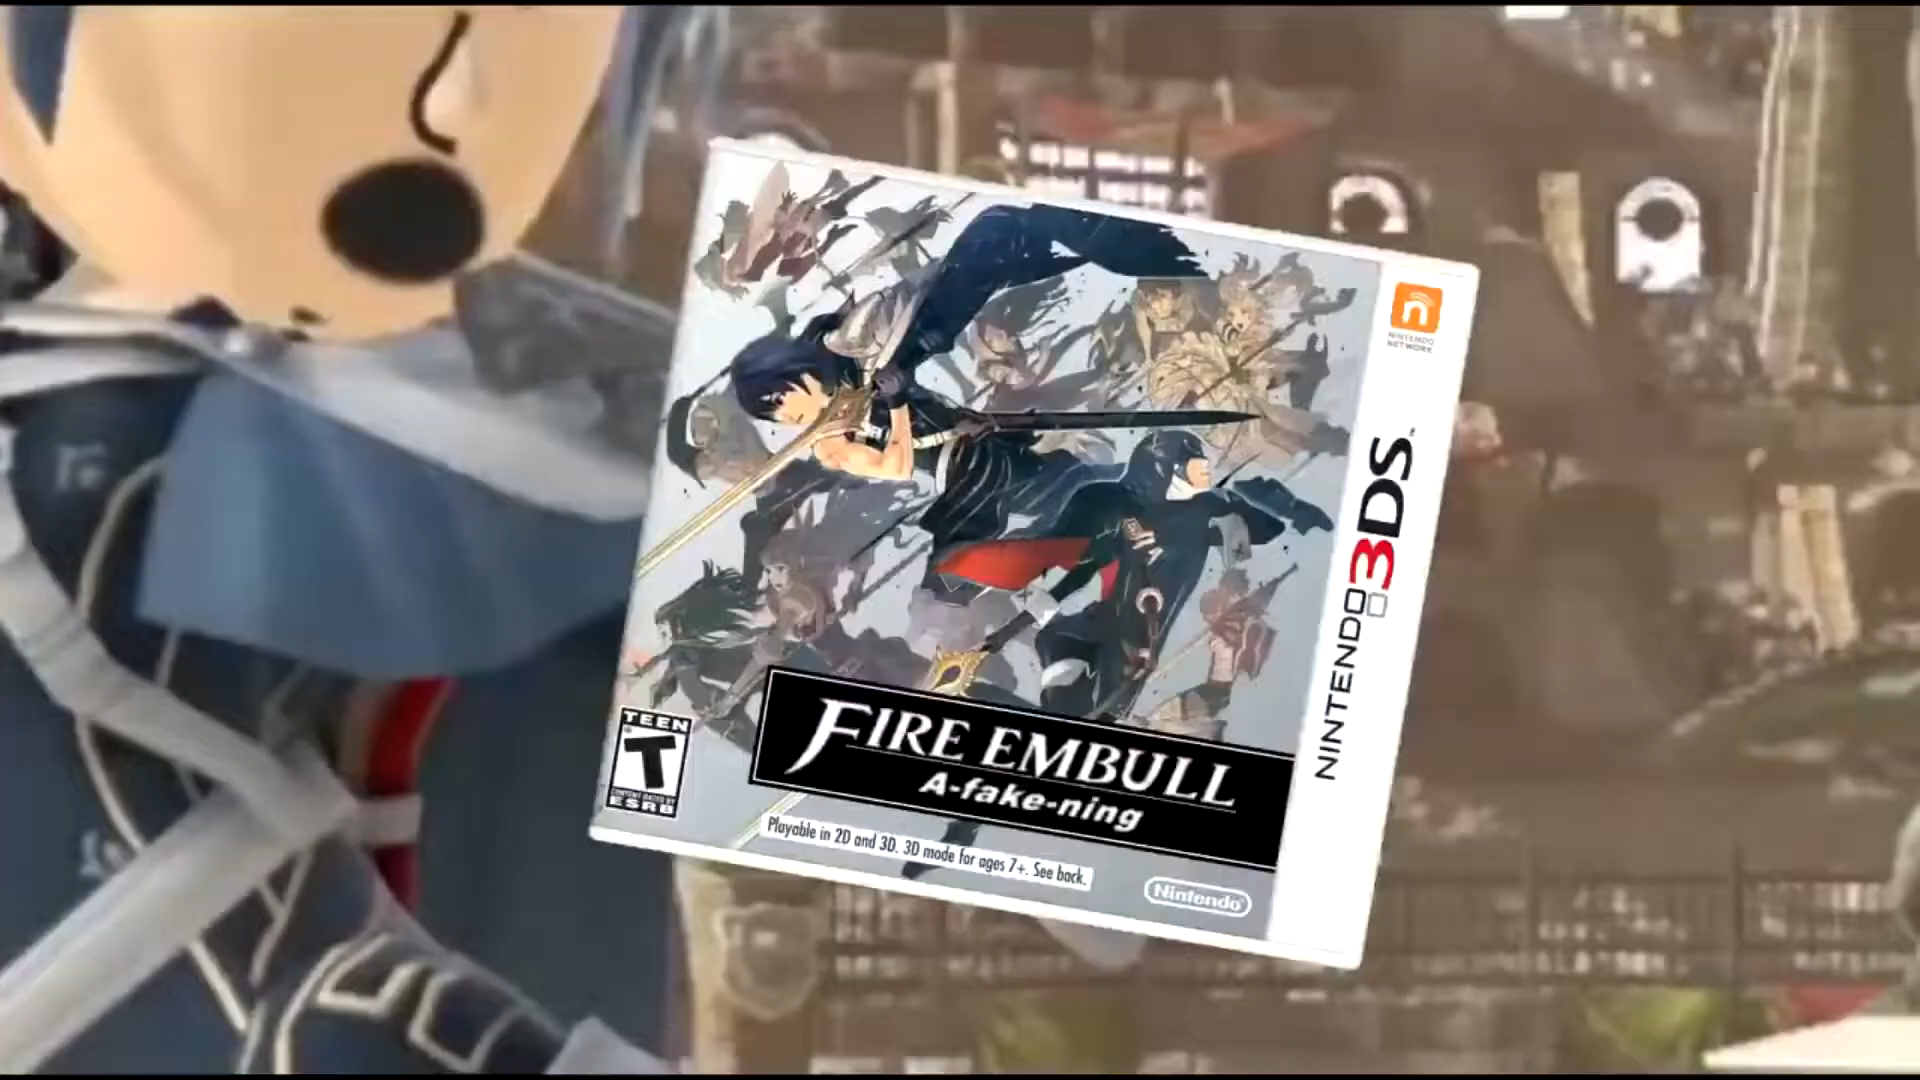 NINTENDO
NETWORK
NINTENDO 3DS™
FIRE EMBULL
A-fake-ning
TEEN
T
CONTENT RATED BY
ESRB
Playable in 2D and 3D. 3D mode for ages 7+. See back.
Nintendo®